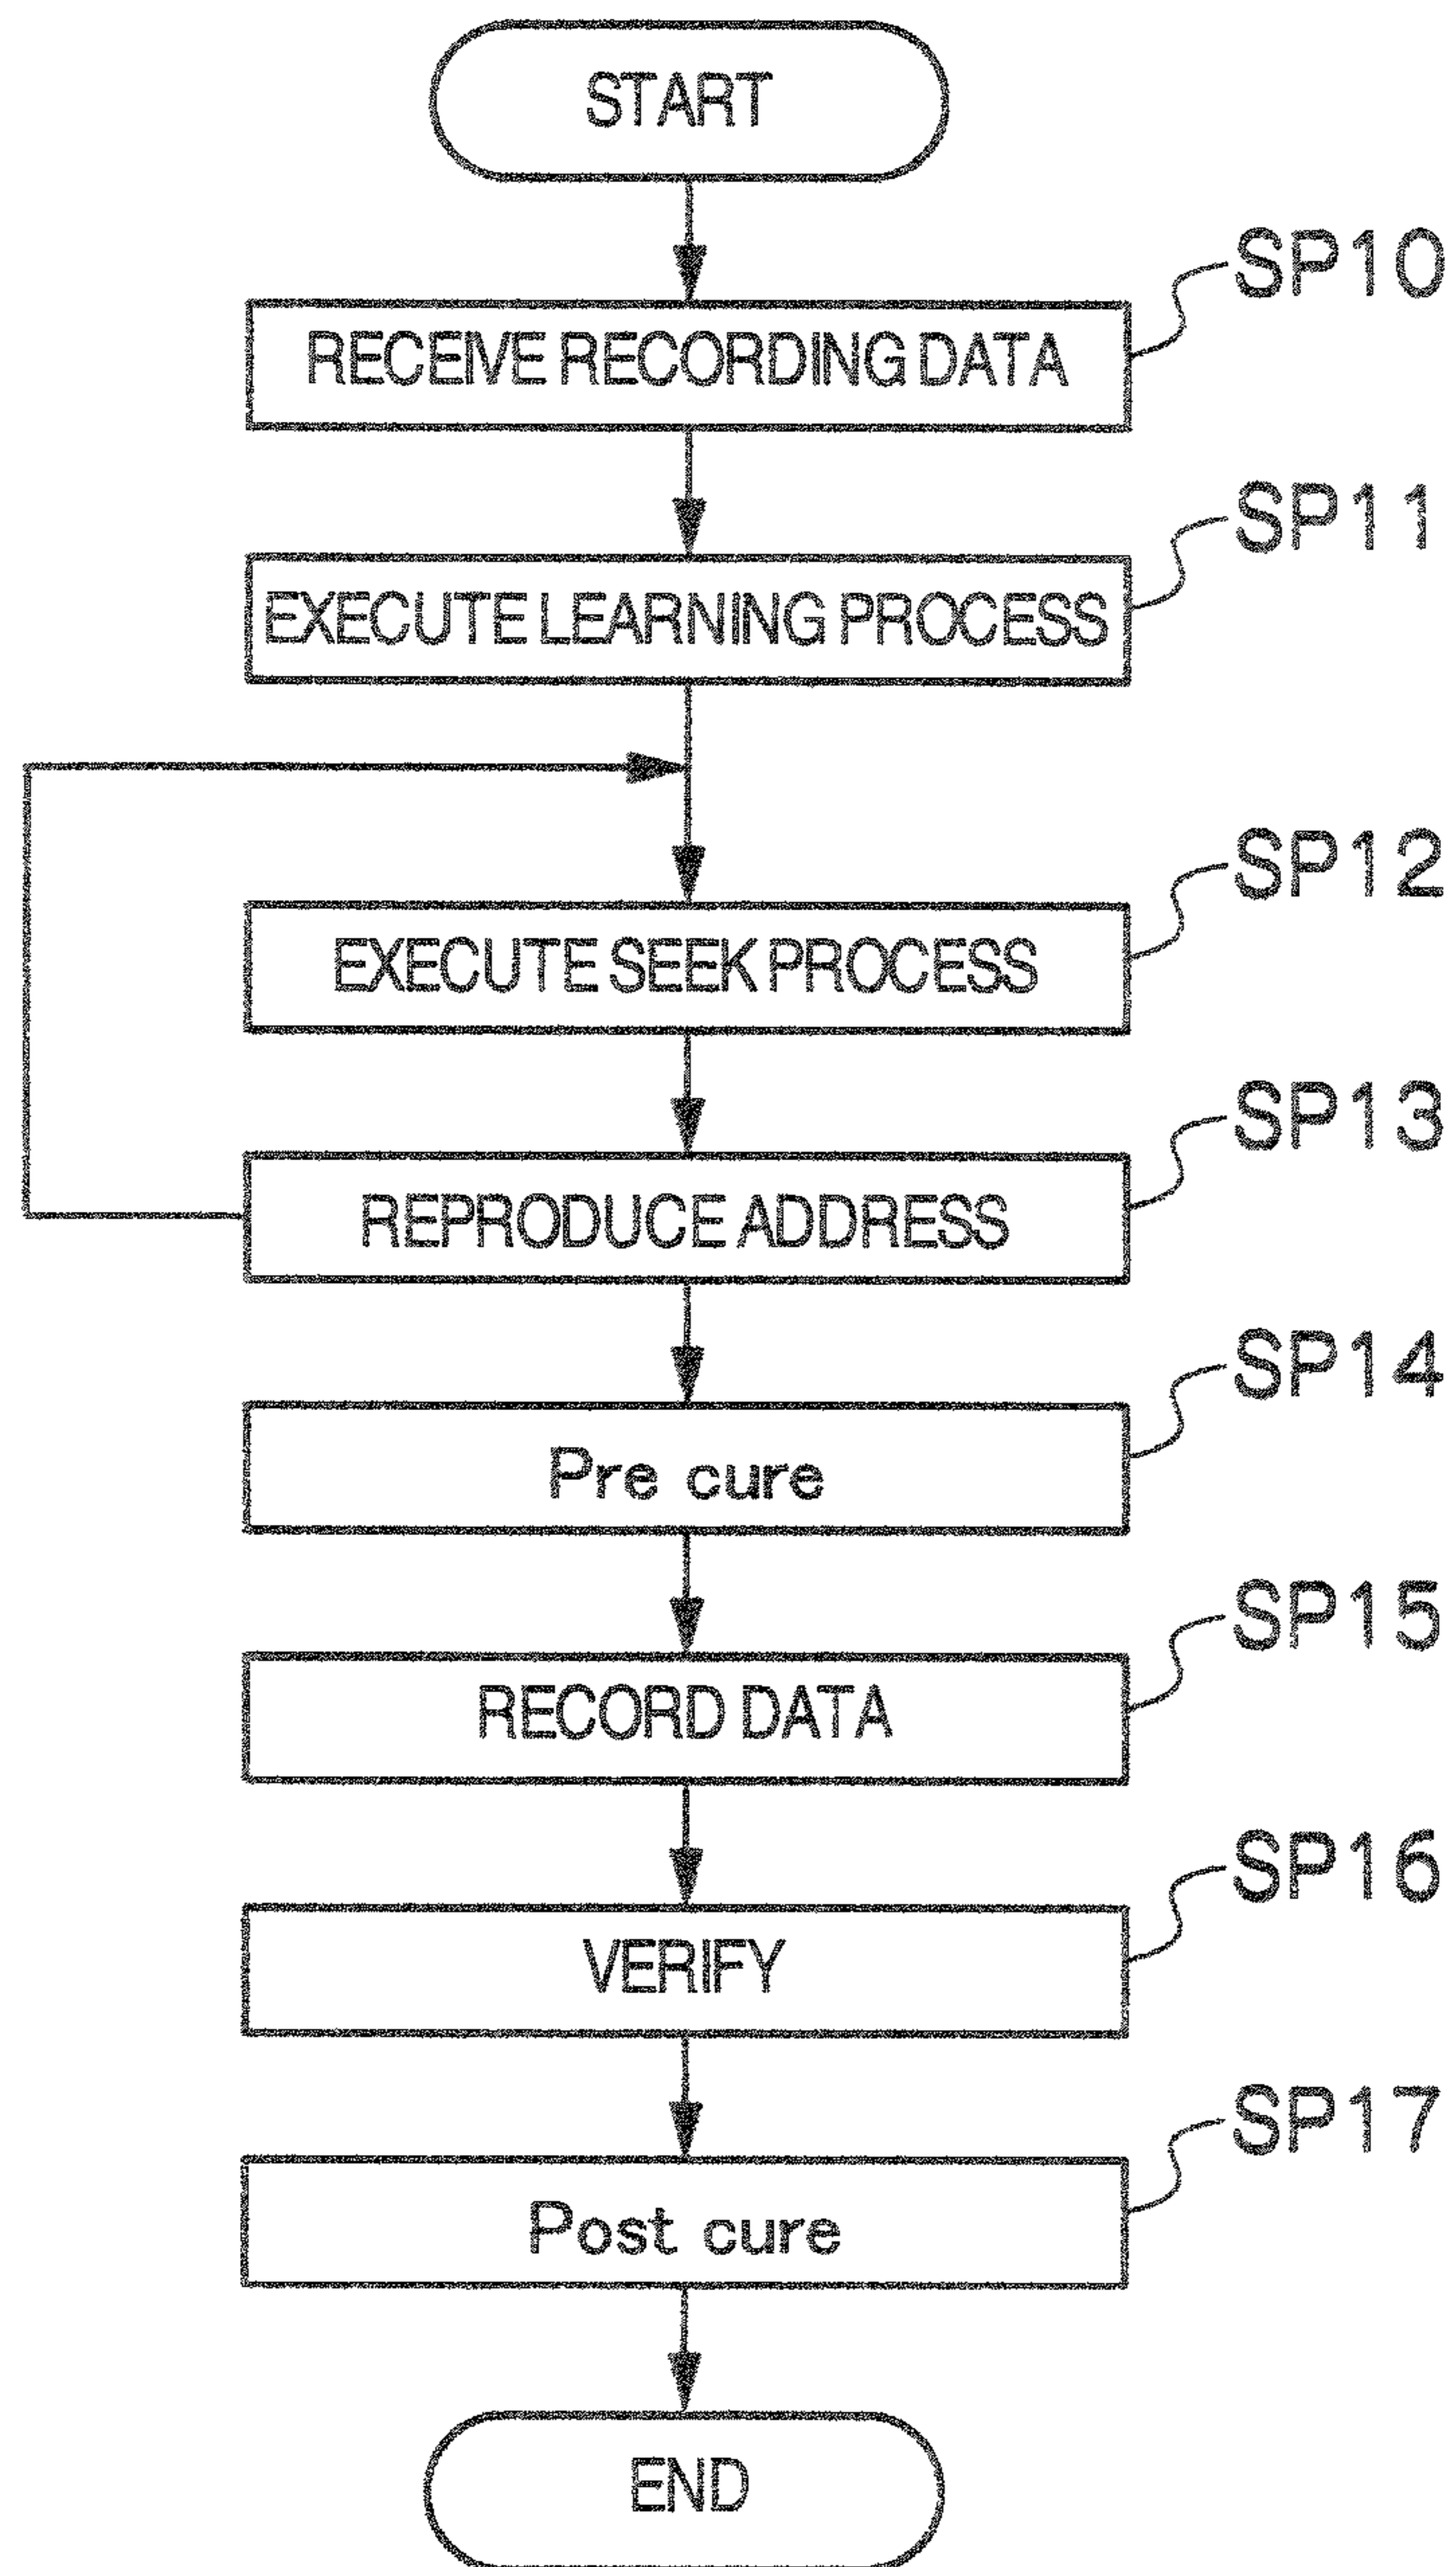 START
SP10
RECEIVE RECORDING DATA
SP11
EXECUTE LEARNING PROCESS
SP12
EXECUTE SEEK PROCESS
SP13
REPRODUCE ADDRESS
SP14
Pre cure
SP15
RECORD DATA
SP16
VERIFY
SP17
Post cure
END